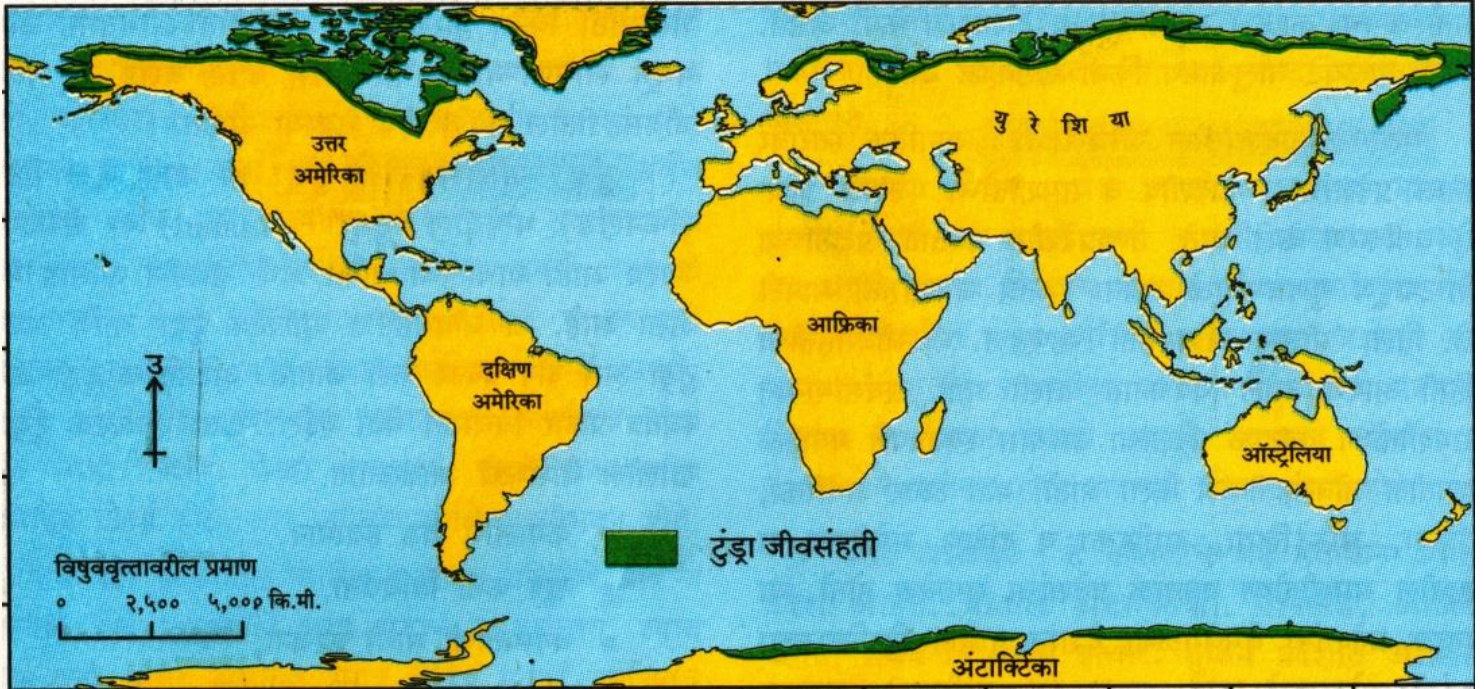 उत्तर
अमेरिका
यु रे शि या
आफ्रिका
दक्षिण
अमेरिका
उ
ऑस्ट्रेलिया
टुंड्रा जीवसंहती
विषुववृत्तावरील प्रमाण
० २,५०० ५,००० कि.मी.
अंटार्क्टिका